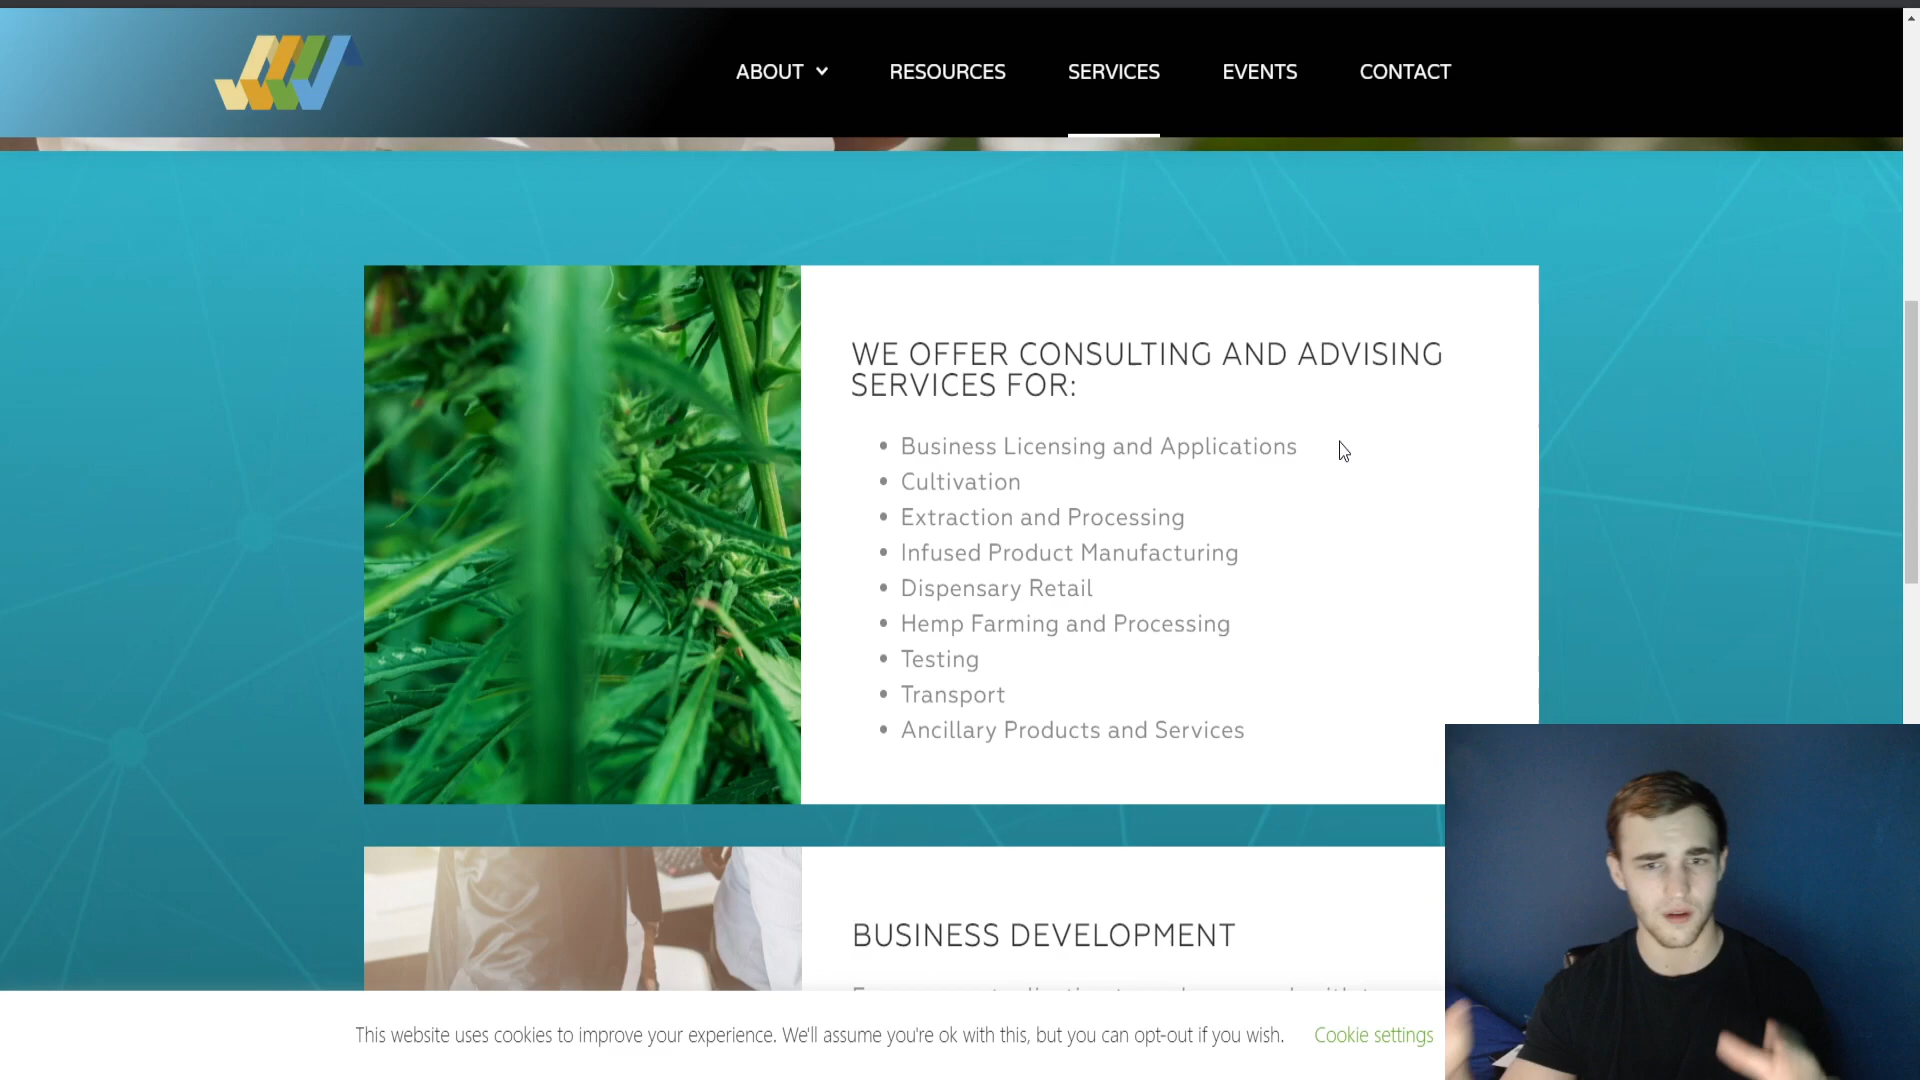 ABOUT
RESOURCES
SERVICES
EVENTS
CONTACT
WE OFFER CONSULTING AND ADVISING
SERVICES FOR:
• Business Licensing and Applications
• Cultivation
• Extraction and Processing
• Infused Product Manufacturing
• Dispensary Retail
• Hemp Farming and Processing
• Testing
• Transport
• Ancillary Products and Services
BUSINESS DEVELOPMENT
This website uses cookies to improve your experience. We'll assume you're ok with this, but you can opt-out if you wish.
Cookie settings